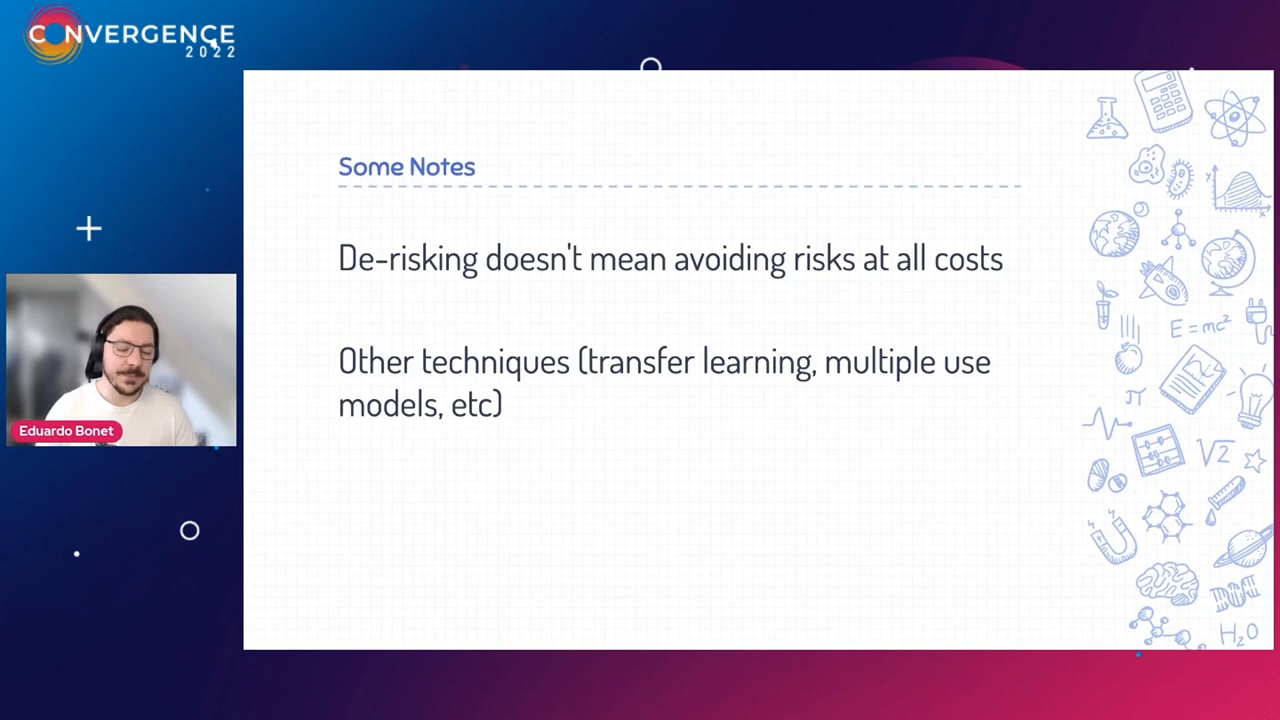 CONVERGENCE
2022
Some Notes
De-risking doesn't mean avoiding risks at all costs
Other techniques (transfer learning, multiple use
models, etc)
Eduardo Bonet
y
x
E=mc²
π
√2
H₂O